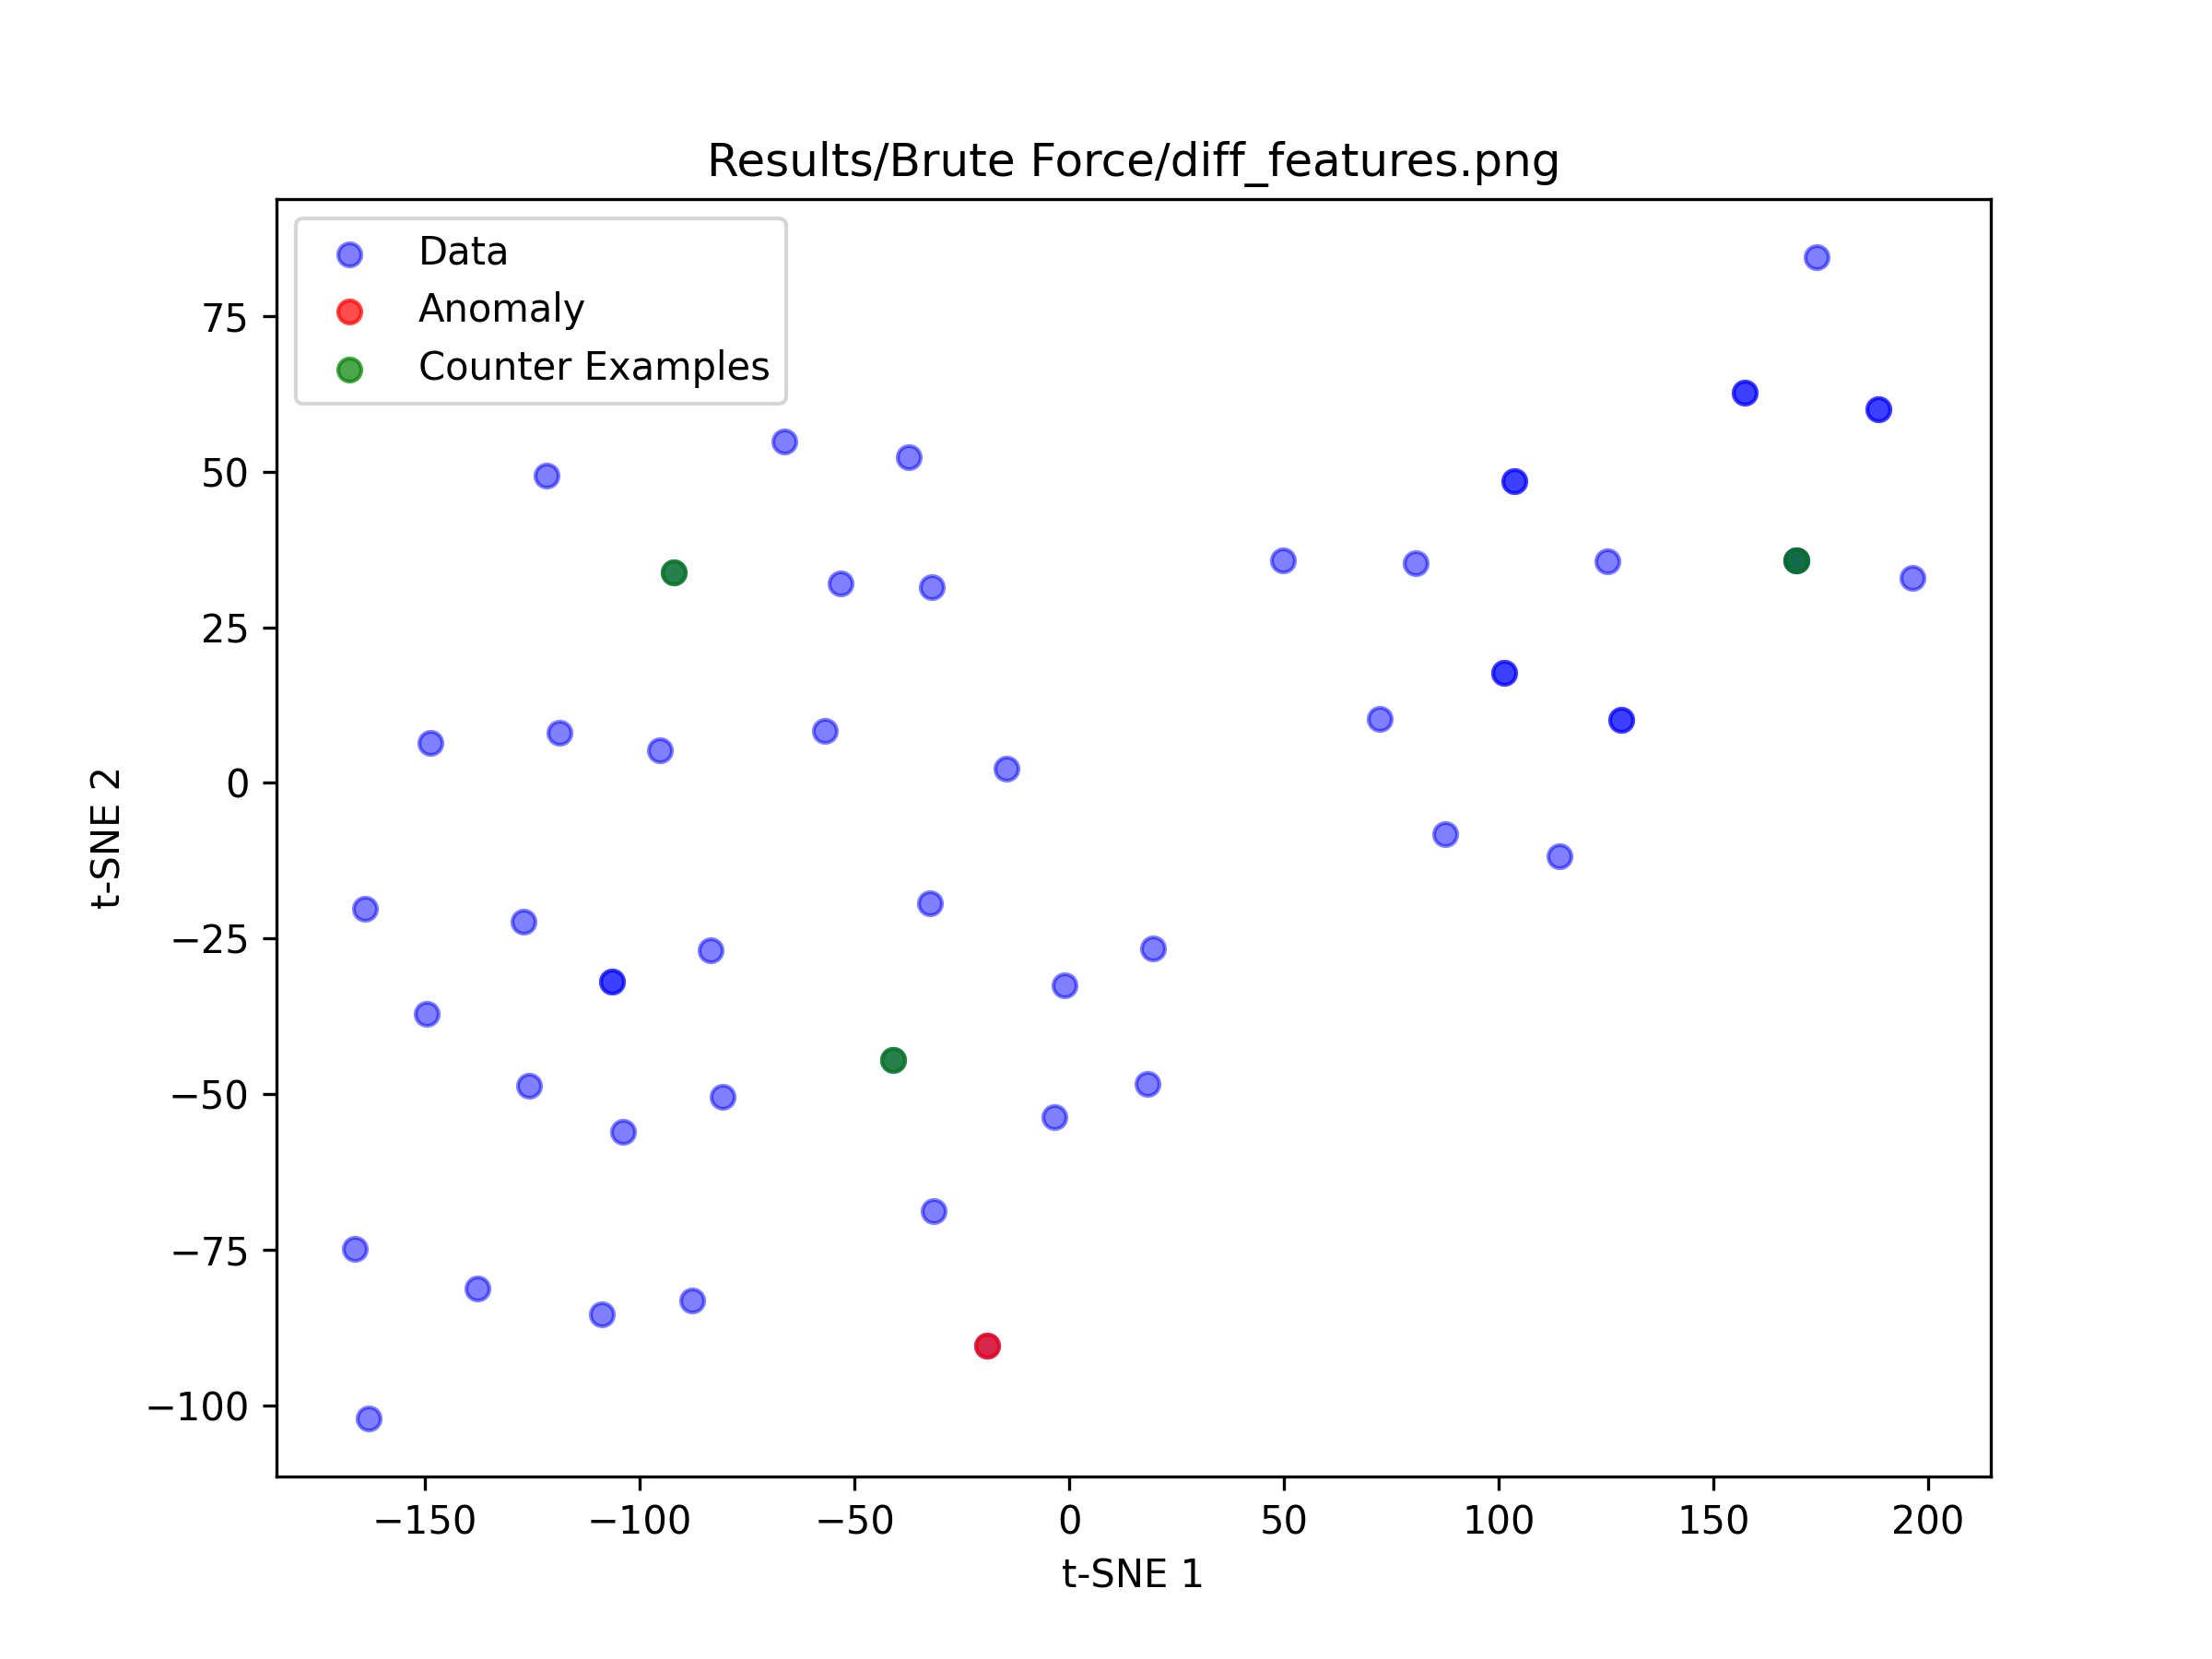 Results/Brute Force/diff_features.png
Data
Anomaly
Counter Examples
75
50
25
0
−25
−50
−75
−100
t-SNE 2
−150
−100
−50
0
50
100
150
200
t-SNE 1